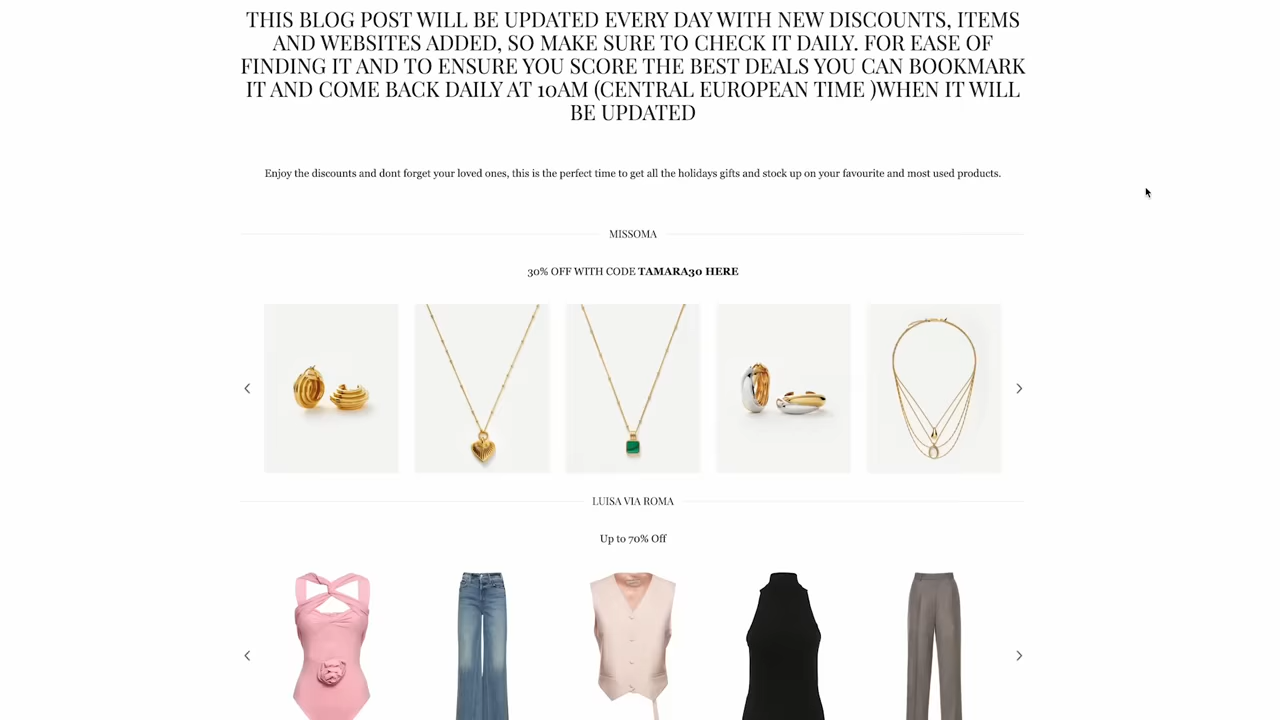 THIS BLOG POST WILL BE UPDATED EVERY DAY WITH NEW DISCOUNTS, ITEMS
AND WEBSITES ADDED, SO MAKE SURE TO CHECK IT DAILY. FOR EASE OF
FINDING IT AND TO ENSURE YOU SCORE THE BEST DEALS YOU CAN BOOKMARK
IT AND COME BACK DAILY AT 10AM (CENTRAL EUROPEAN TIME )WHEN IT WILL
BE UPDATED
Enjoy the discounts and dont forget your loved ones, this is the perfect time to get all the holidays gifts and stock up on your favourite and most used products.
MISSOMA
30% OFF WITH CODE TAMARA30 HERE
LUISA VIA ROMA
Up to 70% Off